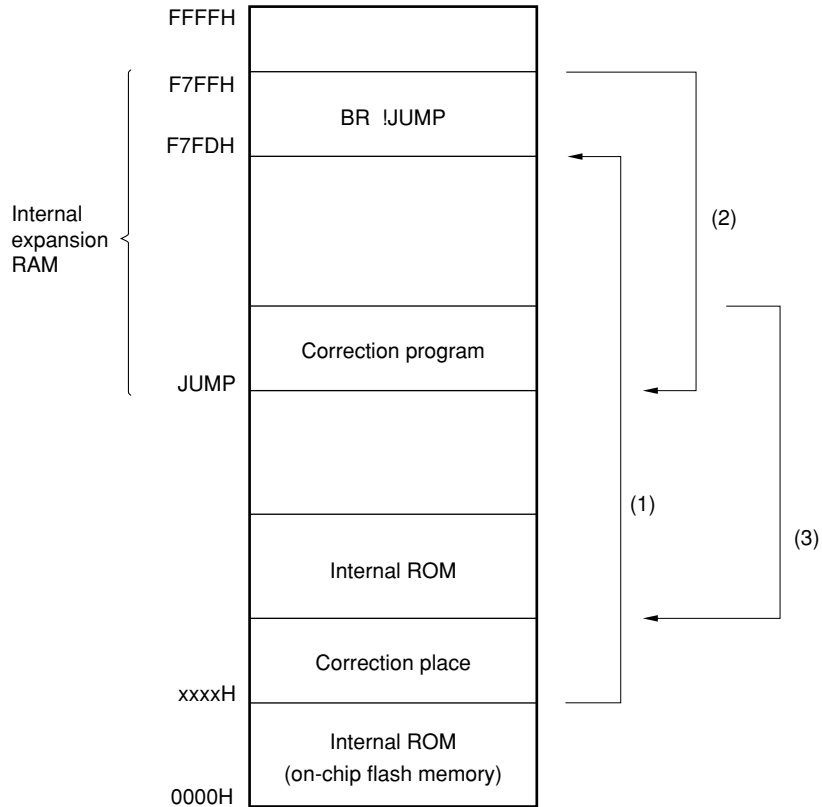 FFFFH
F7FFH
BR !JUMP
F7FDH
(2)
Internal
expansion
RAM
Correction program
JUMP
(1)
(3)
Internal ROM
Correction place
xxxxH
Internal ROM
(on-chip flash memory)
0000H